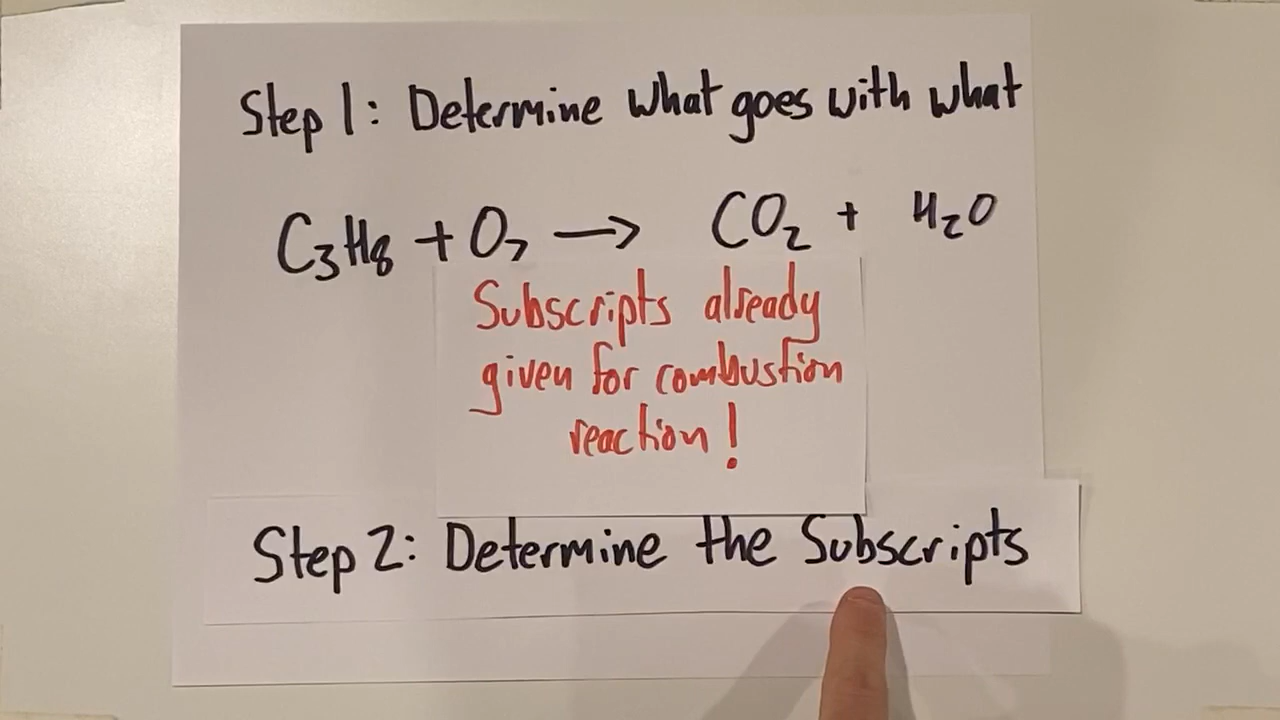 Step 1: Determine what goes with what
C₃H₈ + O₂ → CO₂ + H₂O
Subscripts already
given for combustion
reaction!
Step 2: Determine the Subscripts